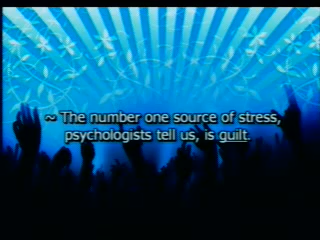 ~ The number one source of stress,
psychologists tell us, is guilt.